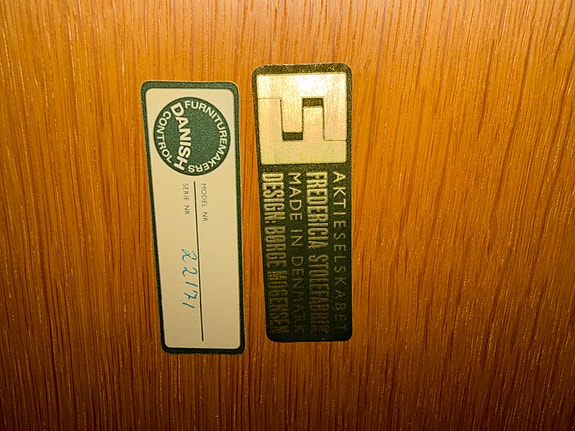 DANISH
FURNITUREMAKERS
CONTROL
MODEL NR.
SERIE NR. 22171
AKTIESELSKABET
FREDERICIA STOLEFABRIK
MADE IN DENMARK
DESIGN: BØRGE MOGENSEN